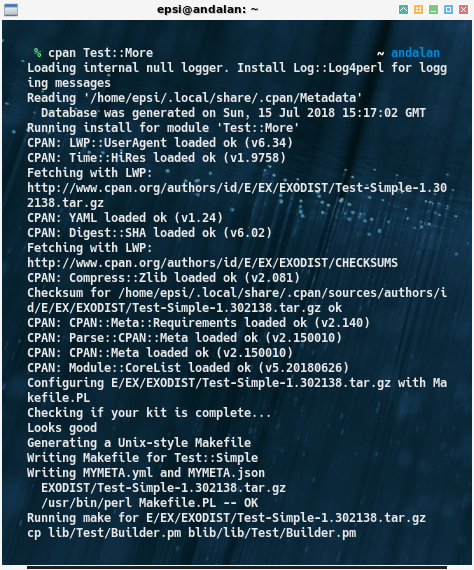 epsi@andalan: ~
% cpan Test::More ~ andalan
Loading internal null logger. Install Log::Log4perl for logg
ing messages
Reading '/home/epsi/.local/share/.cpan/Metadata'
  Database was generated on Sun, 15 Jul 2018 15:17:02 GMT
Running install for module 'Test::More'
CPAN: LWP::UserAgent loaded ok (v6.34)
CPAN: Time::HiRes loaded ok (v1.9758)
Fetching with LWP:
http://www.cpan.org/authors/id/E/EX/EXODIST/Test-Simple-1.30
2138.tar.gz
CPAN: YAML loaded ok (v1.24)
CPAN: Digest::SHA loaded ok (v6.02)
Fetching with LWP:
http://www.cpan.org/authors/id/E/EX/EXODIST/CHECKSUMS
CPAN: Compress::Zlib loaded ok (v2.081)
Checksum for /home/epsi/.local/share/.cpan/sources/authors/i
d/E/EX/EXODIST/Test-Simple-1.302138.tar.gz ok
CPAN: CPAN::Meta::Requirements loaded ok (v2.140)
CPAN: Parse::CPAN::Meta loaded ok (v2.150010)
CPAN: CPAN::Meta loaded ok (v2.150010)
CPAN: Module::CoreList loaded ok (v5.20180626)
Configuring E/EX/EXODIST/Test-Simple-1.302138.tar.gz with Ma
kefile.PL
Checking if your kit is complete...
Looks good
Generating a Unix-style Makefile
Writing Makefile for Test::Simple
Writing MYMETA.yml and MYMETA.json
  EXODIST/Test-Simple-1.302138.tar.gz
  /usr/bin/perl Makefile.PL -- OK
Running make for E/EX/EXODIST/Test-Simple-1.302138.tar.gz
cp lib/Test/Builder.pm blib/lib/Test/Builder.pm